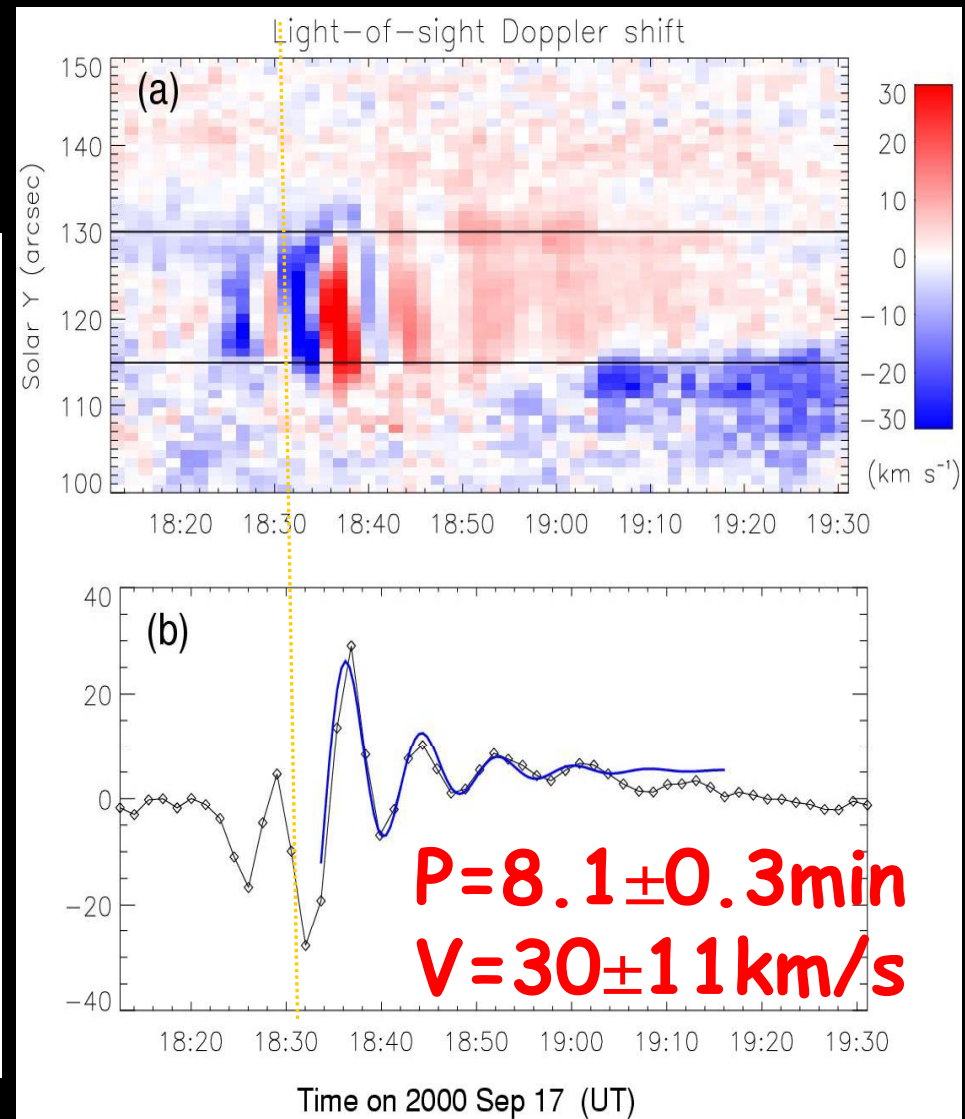 Light-of-sight Doppler shift
(a)
150
140
130
120
110
100
Solar Y (arcsec)
30
20
10
0
-10
-20
-30
(km s⁻¹)
18:20 18:30 18:40 18:50 19:00 19:10 19:20 19:30
(b)
40
20
0
-20
-40
P=8.1±0.3min
V=30±11km/s
18:20 18:30 18:40 18:50 19:00 19:10 19:20 19:30
Time on 2000 Sep 17 (UT)